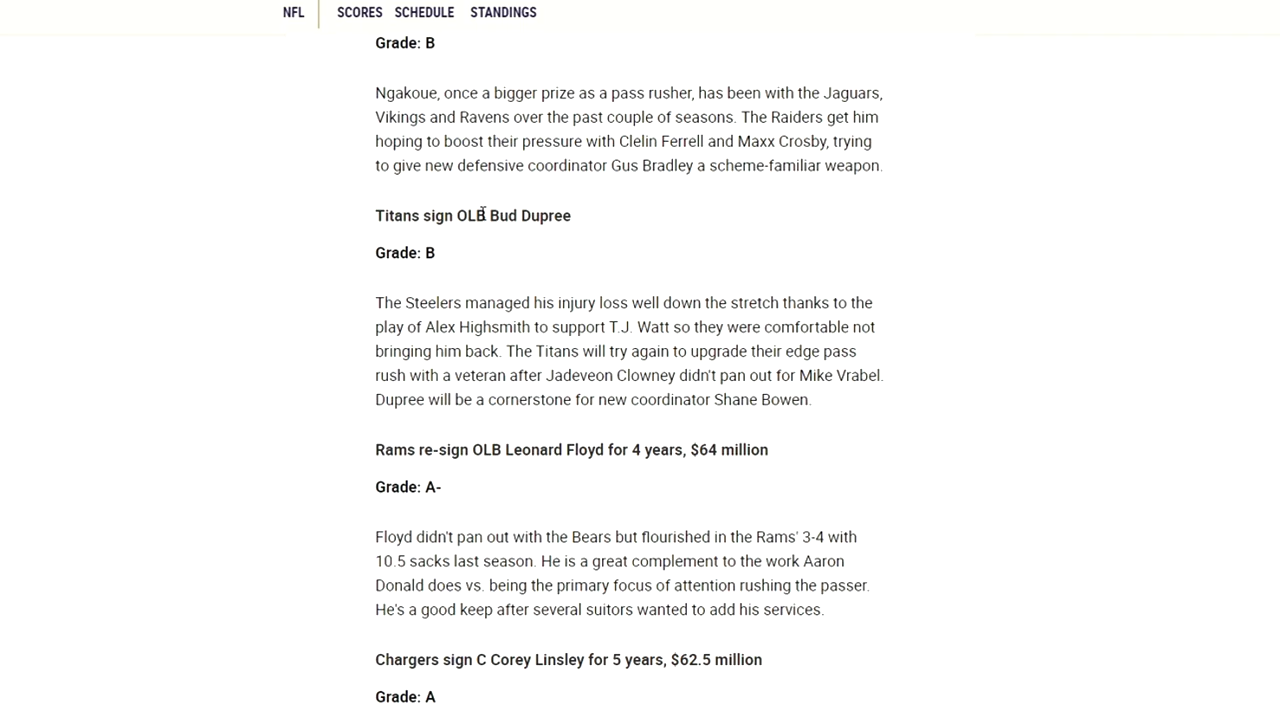 NFL SCORES SCHEDULE STANDINGS
Grade: B
Ngakoue, once a bigger prize as a pass rusher, has been with the Jaguars,
Vikings and Ravens over the past couple of seasons. The Raiders get him
hoping to boost their pressure with Clelin Ferrell and Maxx Crosby, trying
to give new defensive coordinator Gus Bradley a scheme-familiar weapon.
Titans sign OLB Bud Dupree
Grade: B
The Steelers managed his injury loss well down the stretch thanks to the
play of Alex Highsmith to support T.J. Watt so they were comfortable not
bringing him back. The Titans will try again to upgrade their edge pass
rush with a veteran after Jadeveon Clowney didn't pan out for Mike Vrabel.
Dupree will be a cornerstone for new coordinator Shane Bowen.
Rams re-sign OLB Leonard Floyd for 4 years, $64 million
Grade: A-
Floyd didn't pan out with the Bears but flourished in the Rams' 3-4 with
10.5 sacks last season. He is a great complement to the work Aaron
Donald does vs. being the primary focus of attention rushing the passer.
He's a good keep after several suitors wanted to add his services.
Chargers sign C Corey Linsley for 5 years, $62.5 million
Grade: A